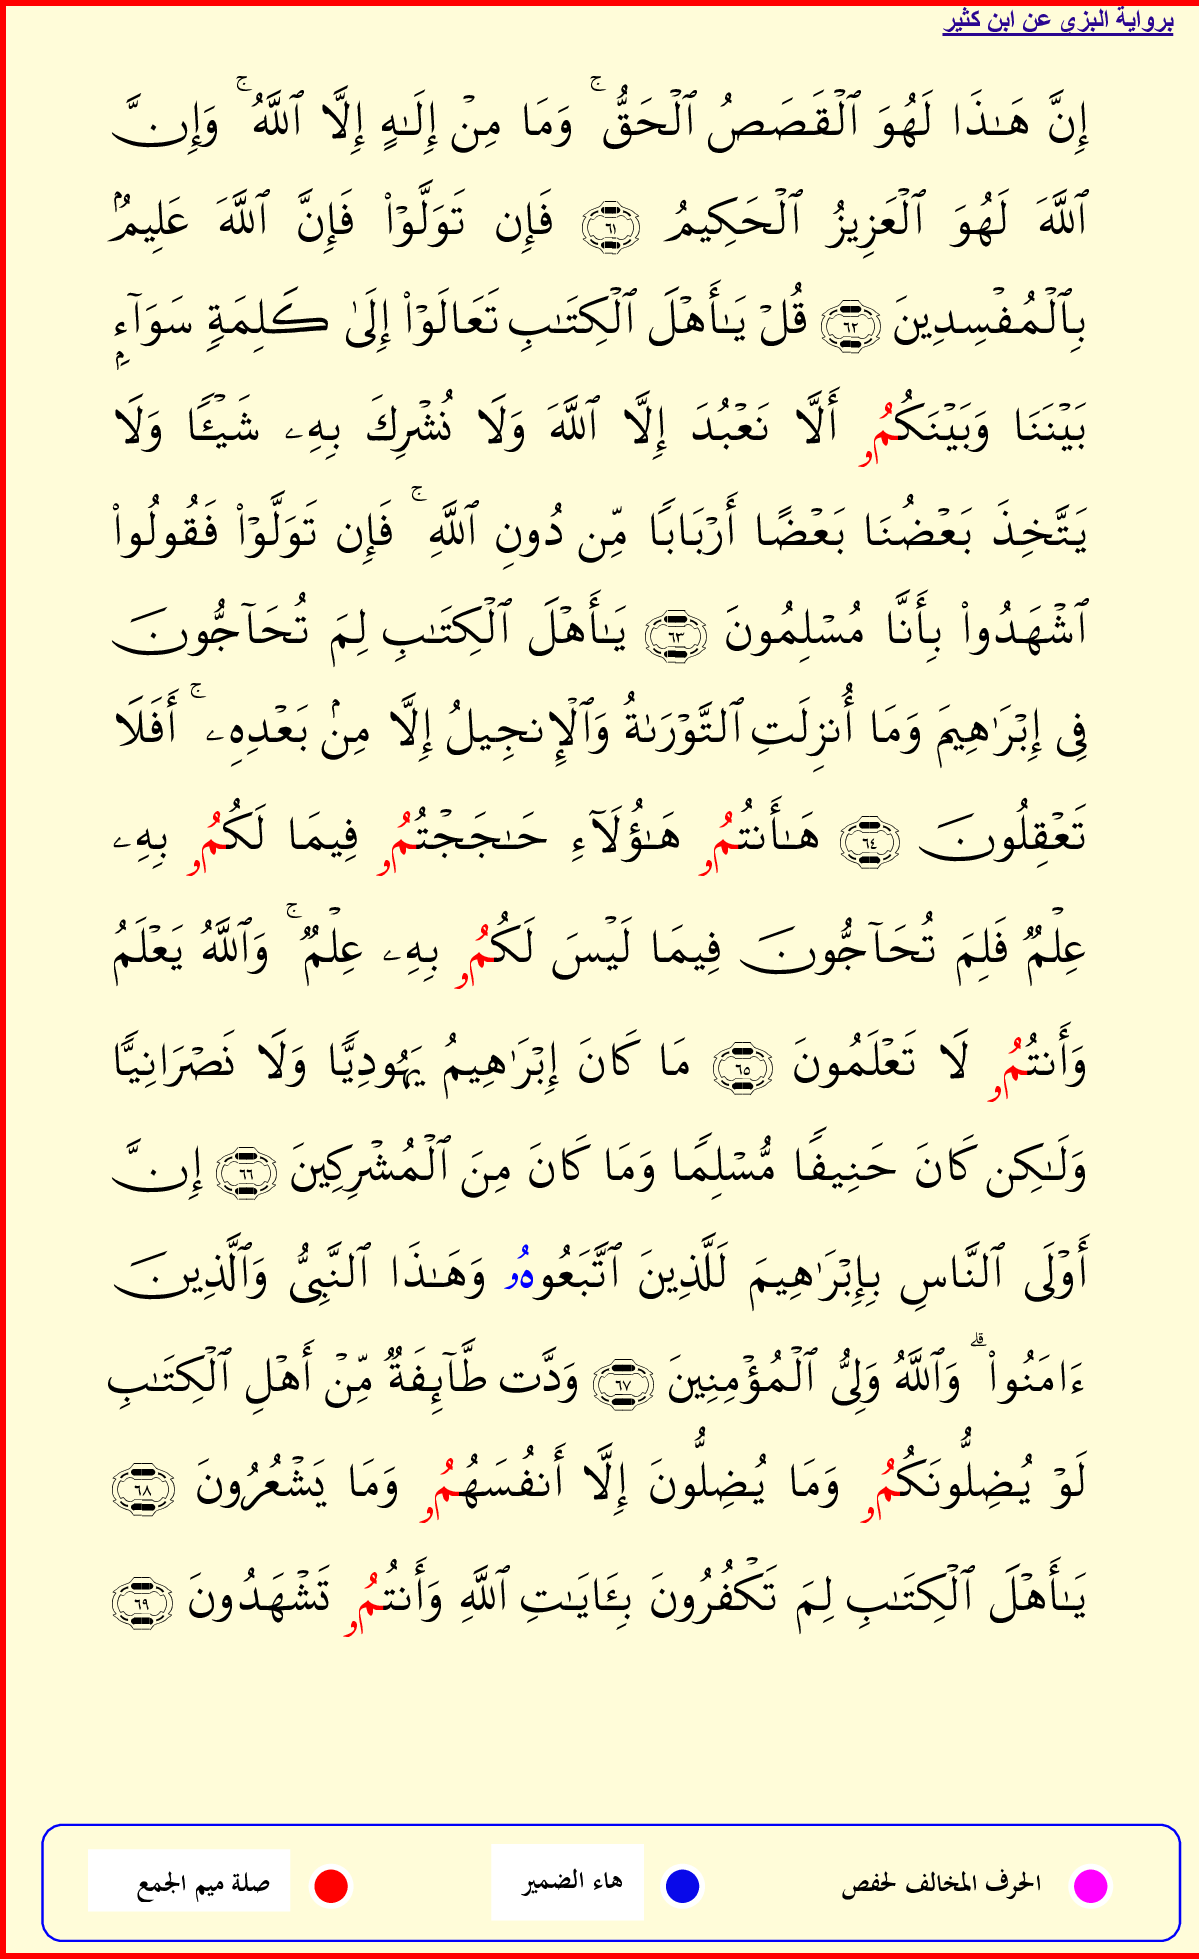 برواية البزى عن ابن كثير
إِنَّ هَـٰذَا لَهُوَ ٱلْقَصَصُ ٱلْحَقُّ ۚ وَمَا مِنْ إِلَـٰهٍ إِلَّا ٱللَّهُ ۚ وَإِنَّ
ٱللَّهَ لَهُوَ ٱلْعَزِيزُ ٱلْحَكِيمُ ٦١ فَإِن تَوَلَّوْا۟ فَإِنَّ ٱللَّهَ عَلِيمٌۢ
بِٱلْمُفْسِدِينَ ٦٢ قُلْ يَـٰٓأَهْلَ ٱلْكِتَـٰبِ تَعَالَوْا۟ إِلَىٰ كَلِمَةٍ سَوَآءٍۭ
بَيْنَنَا وَبَيْنَكُمُۥ أَلَّا نَعْبُدَ إِلَّا ٱللَّهَ وَلَا نُشْرِكَ بِهِۦ شَيْـًٔا وَلَا
يَتَّخِذَ بَعْضُنَا بَعْضًا أَرْبَابًا مِّن دُونِ ٱللَّهِ ۚ فَإِن تَوَلَّوْا۟ فَقُولُوا۟
ٱشْهَدُوا۟ بِأَنَّا مُسْلِمُونَ ٦٣ يَـٰأَهْلَ ٱلْكِتَـٰبِ لِمَ تُحَآجُّونَ
فِى إِبْرَٰهِيمَ وَمَا أُنزِلَتِ ٱلتَّوْرَىٰةُ وَٱلْإِنجِيلُ إِلَّا مِنۢ بَعْدِهِۦ ۚ أَفَلَا
تَعْقِلُونَ ٦٤ هَـٰأَنتُمُۥ هَـٰؤُلَآءِ حَـٰجَجْتُمُۥ فِيمَا لَكُمُۥ بِهِۦ
عِلْمٌ فَلِمَ تُحَآجُّونَ فِيمَا لَيْسَ لَكُمُۥ بِهِۦ عِلْمٌ ۚ وَٱللَّهُ يَعْلَمُ
وَأَنتُمُۥ لَا تَعْلَمُونَ ٦٥ مَا كَانَ إِبْرَٰهِيمُ يَهُودِيًّا وَلَا نَصْرَانِيًّا
وَلَـٰكِن كَانَ حَنِيفًا مُّسْلِمًا وَمَا كَانَ مِنَ ٱلْمُشْرِكِينَ ٦٦ إِنَّ
أَوْلَى ٱلنَّاسِ بِإِبْرَٰهِيمَ لَلَّذِينَ ٱتَّبَعُوهُۥ وَهَـٰذَا ٱلنَّبِىُّ وَٱلَّذِينَ
ءَامَنُوا۟ ۗ وَٱللَّهُ وَلِىُّ ٱلْمُؤْمِنِينَ ٦٧ وَدَّت طَّآئِفَةٌ مِّنْ أَهْلِ ٱلْكِتَـٰبِ
لَوْ يُضِلُّونَكُمُۥ وَمَا يُضِلُّونَ إِلَّا أَنفُسَهُمُۥ وَمَا يَشْعُرُونَ ٦٨
يَـٰأَهْلَ ٱلْكِتَـٰبِ لِمَ تَكْفُرُونَ بِـَٔايَـٰتِ ٱللَّهِ وَأَنتُمُۥ تَشْهَدُونَ ٦٩
الحرف المخالف لحفص هاء الضمير صلة ميم الجمع